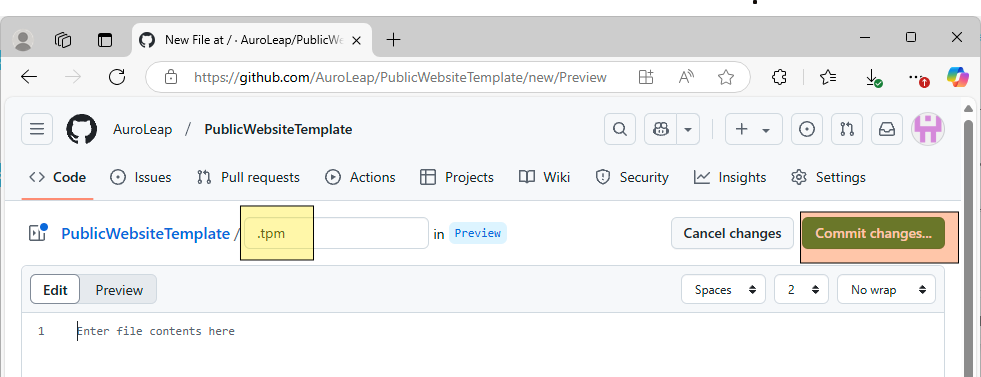 New File at / · AuroLeap/PublicWe
https://github.com/AuroLeap/PublicWebsiteTemplate/new/Preview
AuroLeap / PublicWebsiteTemplate
Code Issues Pull requests Actions Projects Wiki Security Insights Settings
PublicWebsiteTemplate / .tpm in Preview Cancel changes Commit changes...
Edit Preview Spaces 2 No wrap
1 Enter file contents here